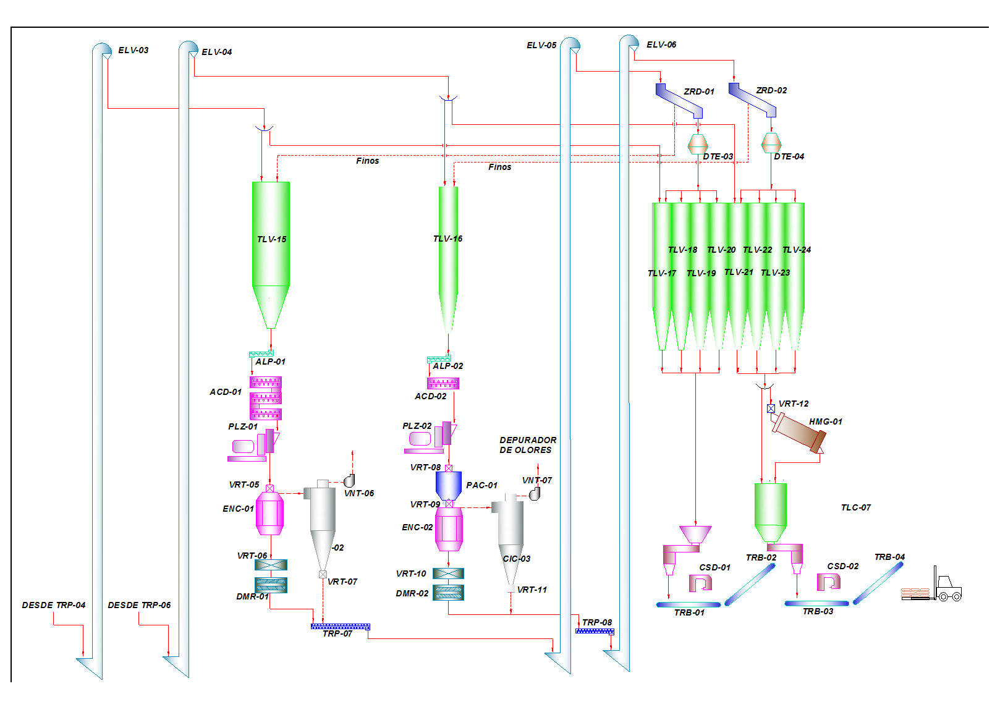 ELV-03
ELV-04
ELV-05
ELV-06
ZRD-01
ZRD-02
DTE-03
DTE-04
Finos
Finos
TLV-15
TLV-16
TLV-18
TLV-20
TLV-22
TLV-24
TLV-17
TLV-19
TLV-21
TLV-23
ALP-01
ALP-02
ACD-01
ACD-02
VRT-12
HMG-01
PLZ-01
PLZ-02
DEPURADOR
DE OLORES
VRT-05
VNT-06
VRT-08
PAC-01
VNT-07
ENC-01
VRT-09
TLC-07
ENC-02
-02
VRT-06
CIC-03
TRB-02
TRB-04
CSD-01
CSD-02
VRT-07
VRT-10
VRT-11
DMR-01
DMR-02
DESDE TRP-04
DESDE TRP-06
TRB-01
TRB-03
TRP-07
TRP-08